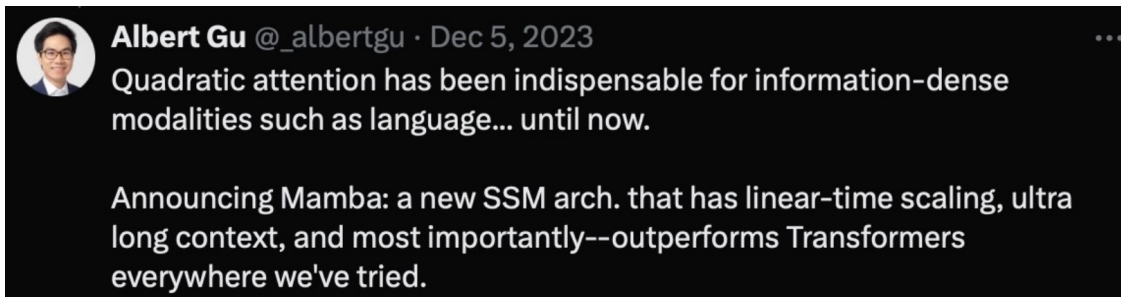 Albert Gu @_albertgu · Dec 5, 2023 ...
Quadratic attention has been indispensable for information-dense
modalities such as language... until now.
Announcing Mamba: a new SSM arch. that has linear-time scaling, ultra
long context, and most importantly--outperforms Transformers
everywhere we've tried.